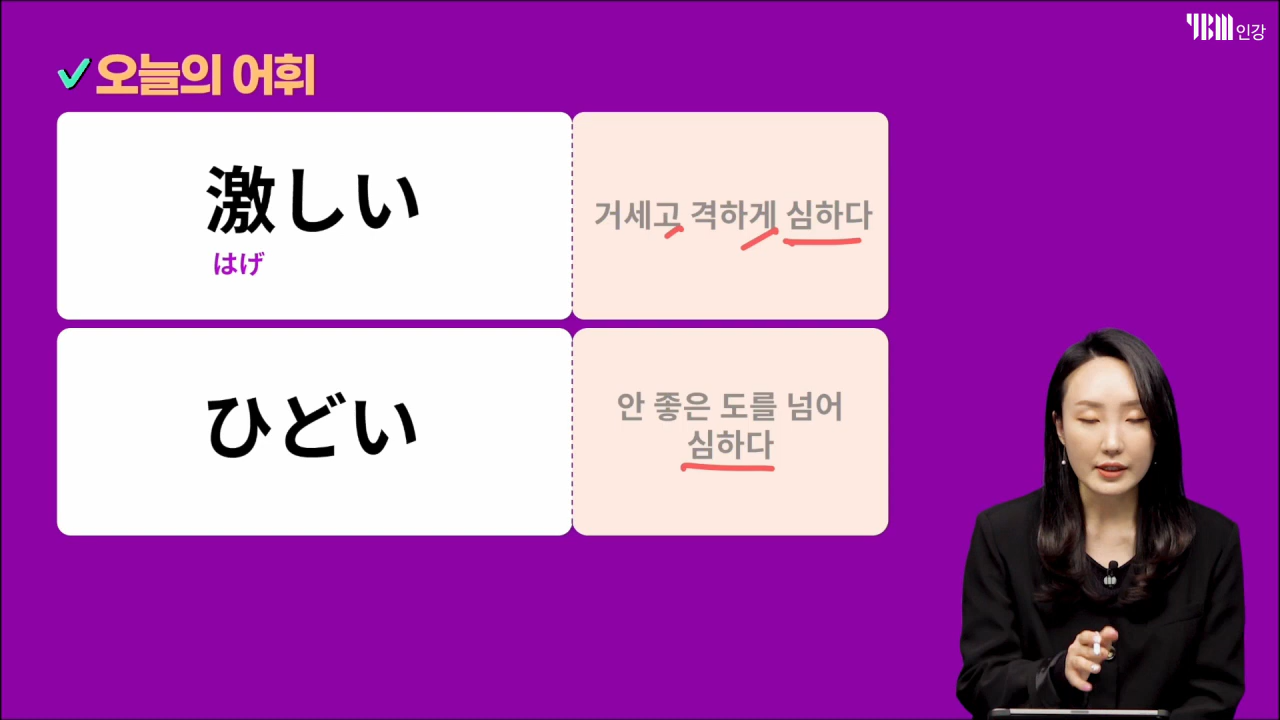 YBM 인강
오늘의 어휘
激しい
はげ
거세고 격하게 심하다
ひどい
안 좋은 도를 넘어
심하다